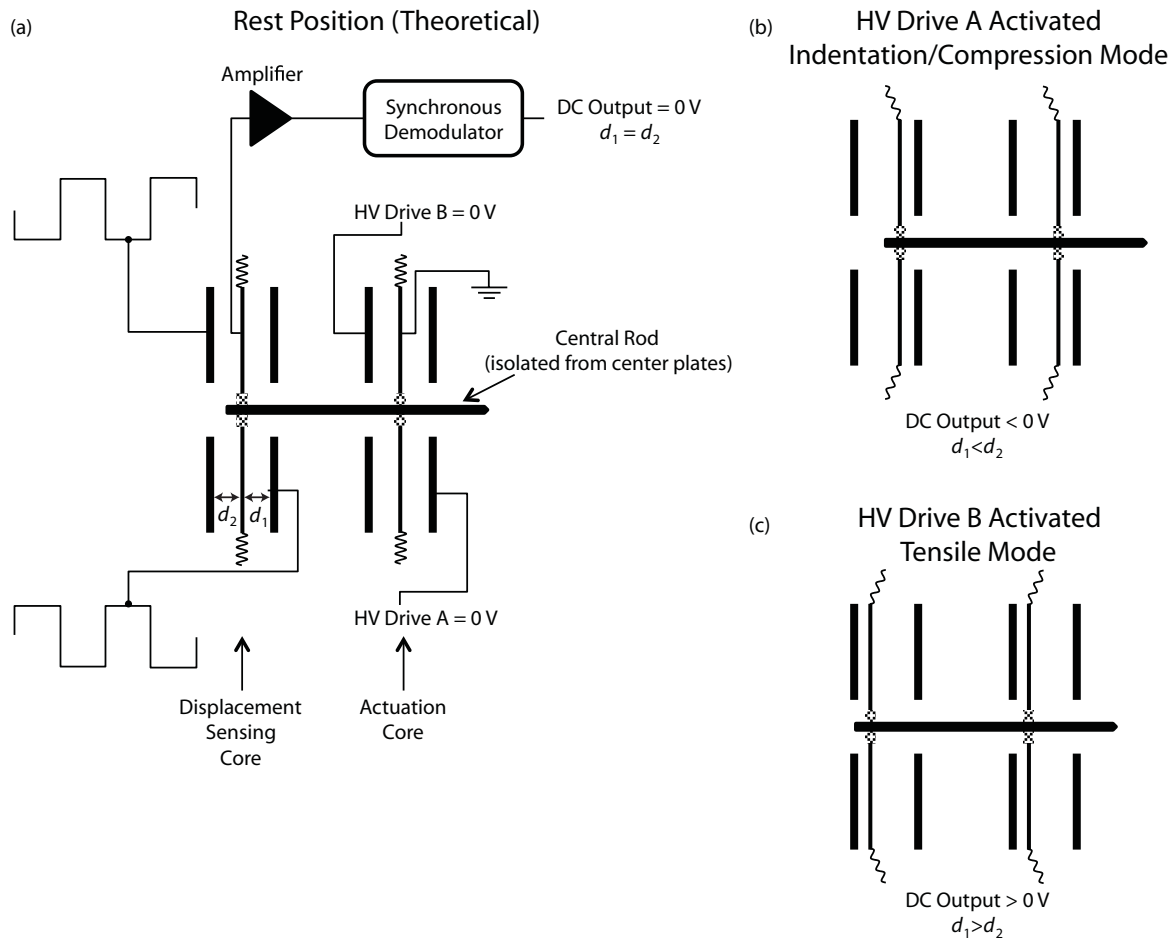 (a)
Rest Position (Theoretical)
Amplifier
Synchronous
Demodulator
DC Output = 0 V
d₁ = d₂
HV Drive B = 0 V
Central Rod
(isolated from center plates)
d₂
d₁
HV Drive A = 0 V
Displacement
Sensing
Core
Actuation
Core
(b)
HV Drive A Activated
Indentation/Compression Mode
DC Output < 0 V
d₁<d₂
(c)
HV Drive B Activated
Tensile Mode
DC Output > 0 V
d₁>d₂